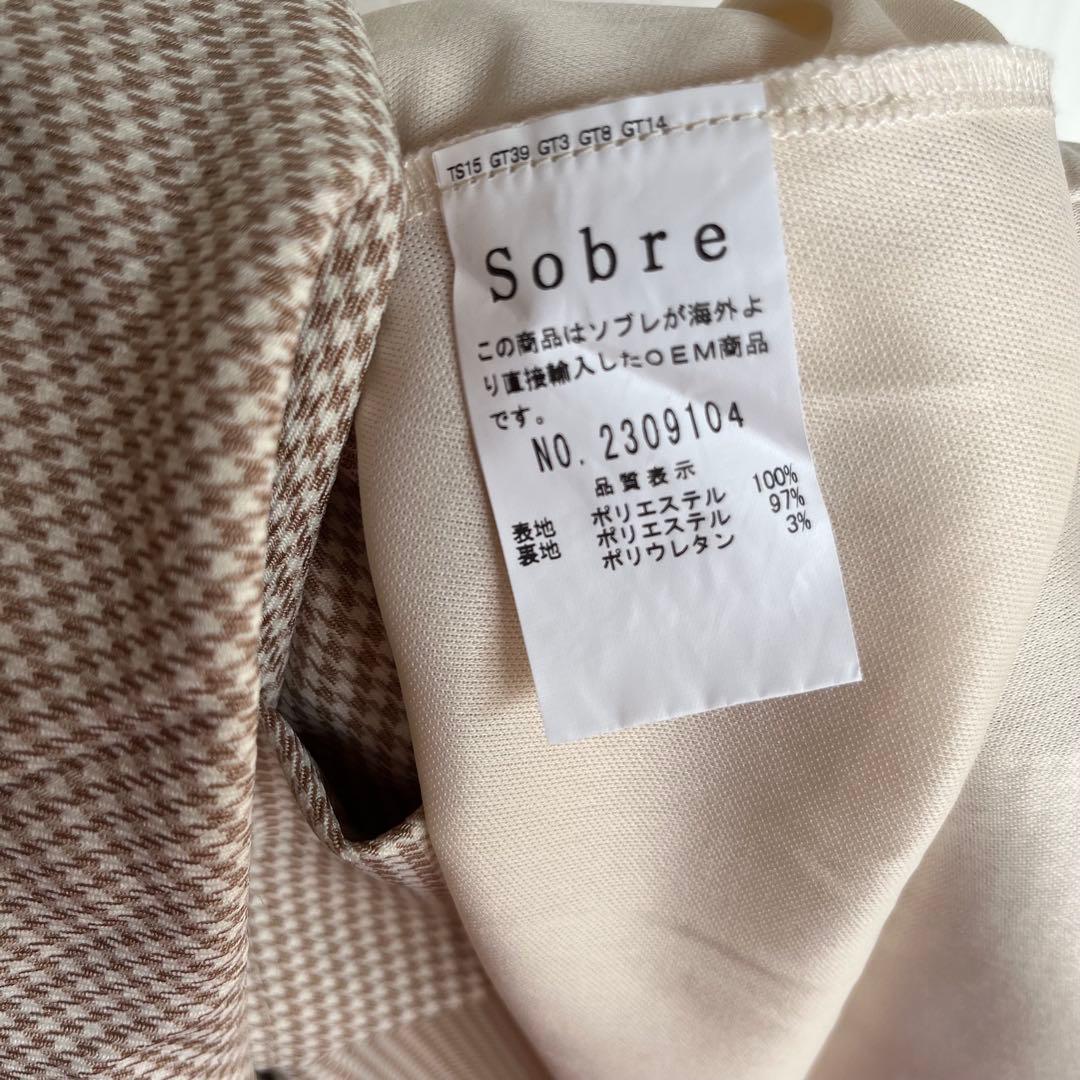 TS15 GT39 GT3 GT8 GT14
Sobre
この商品はソブレが海外よ
り直接輸入したOEM商品
です。
NO. 2309104
品質表示
表地 ポリエステル 100%
裏地 ポリエステル 97%
ポリウレタン 3%